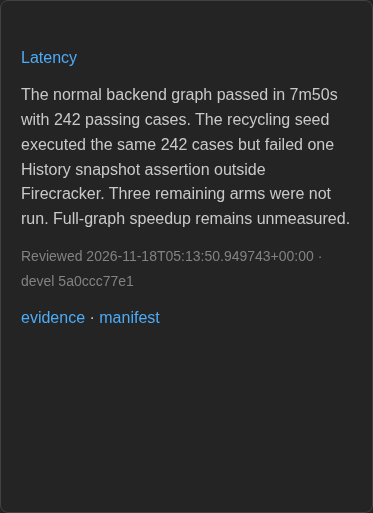 Latency
The normal backend graph passed in 7m50s
with 242 passing cases. The recycling seed
executed the same 242 cases but failed one
History snapshot assertion outside
Firecracker. Three remaining arms were not
run. Full-graph speedup remains unmeasured.
Reviewed 2026-11-18T05:13:50.949743+00:00 ·
devel 5a0ccc77e1
evidence · manifest